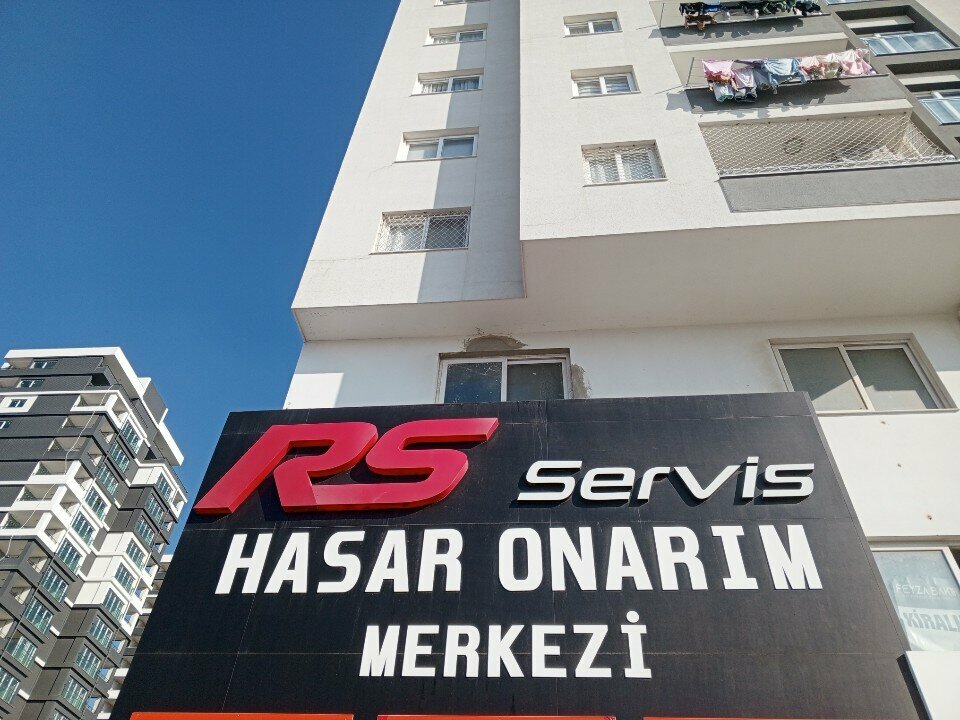 RS Servis
HASAR ONARIM
MERKEZİ